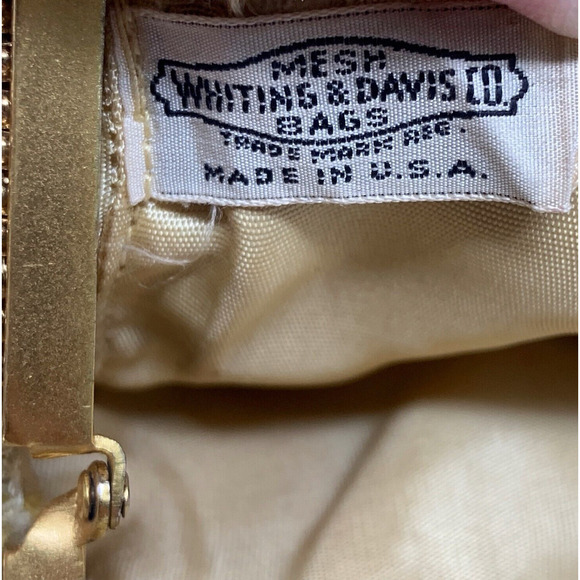 MESH
WHITING & DAVIS CO.
BAGS
TRADE MARK REG.
MADE IN U.S.A.